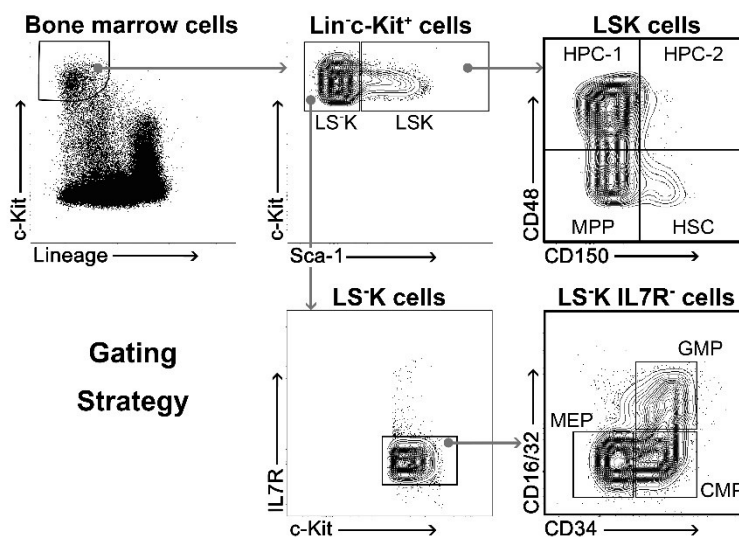 Bone marrow cells
c-Kit
Lineage
Lin⁻c-Kit⁺ cells
LS⁻K
LSK
c-Kit
Sca-1
LSK cells
HPC-1
HPC-2
MPP
HSC
CD48
CD150
Gating
Strategy
LS⁻K cells
IL7R
c-Kit
LS⁻K IL7R⁻ cells
GMP
MEP
CMP
CD16/32
CD34